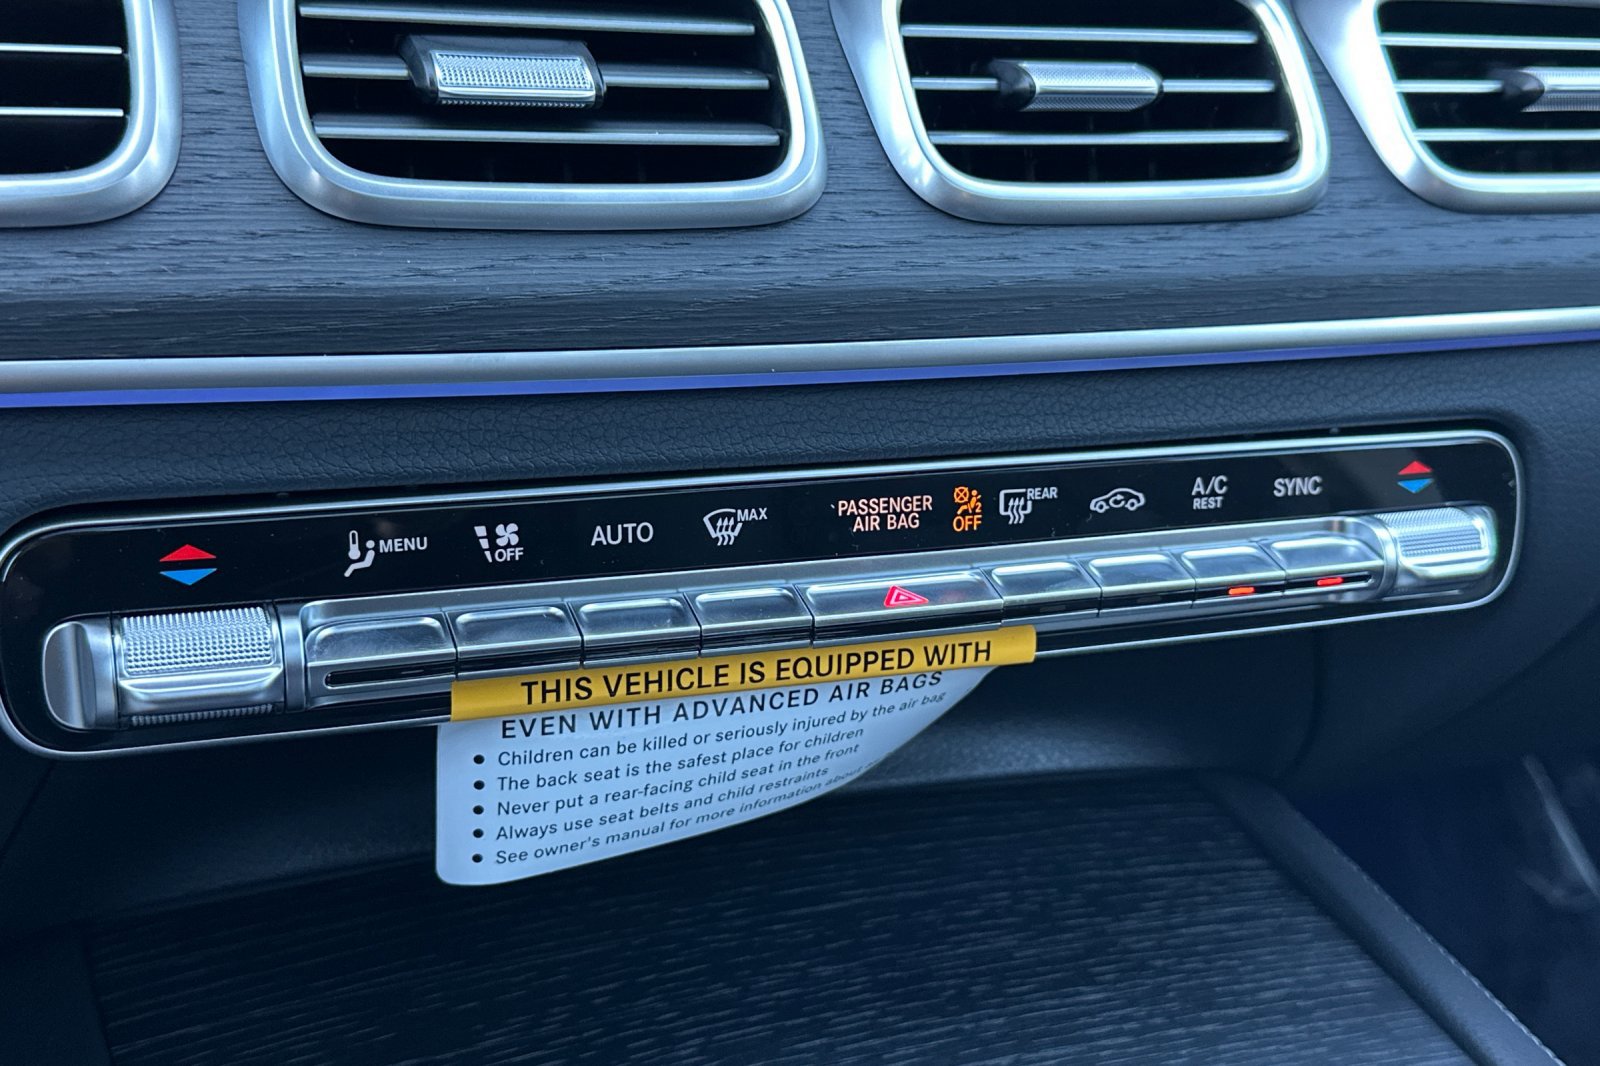 MENU
OFF
AUTO
MAX
PASSENGER
AIR BAG
2
OFF
REAR
A/C
REST
SYNC
THIS VEHICLE IS EQUIPPED WITH
EVEN WITH ADVANCED AIR BAGS
• Children can be killed or seriously injured by the air bag
• The back seat is the safest place for children
• Never put a rear-facing child seat in the front
• Always use seat belts and child restraints
• See owner's manual for more information about